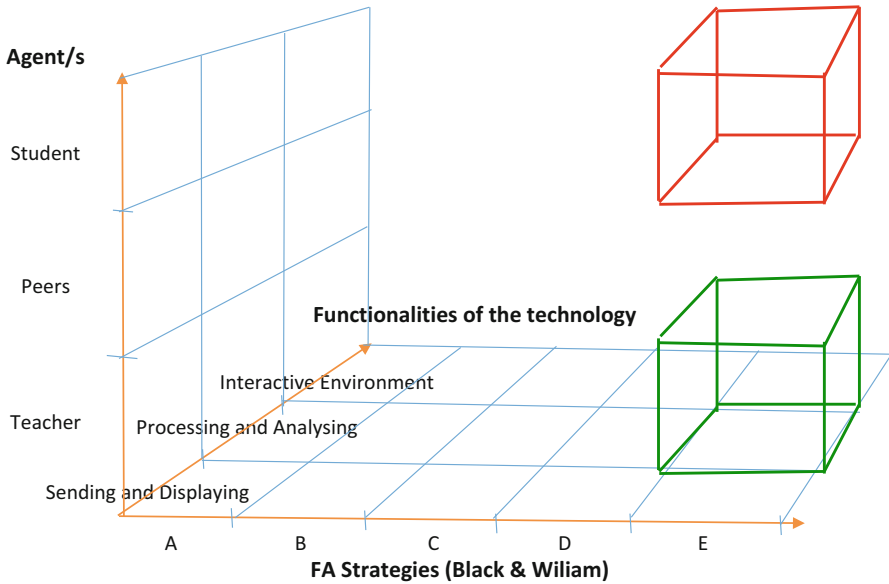 Agent/s
Student
Peers
Functionalities of the technology
Interactive Environment
Teacher
Processing and Analysing
Sending and Displaying
A B C D E
FA Strategies (Black & Wiliam)